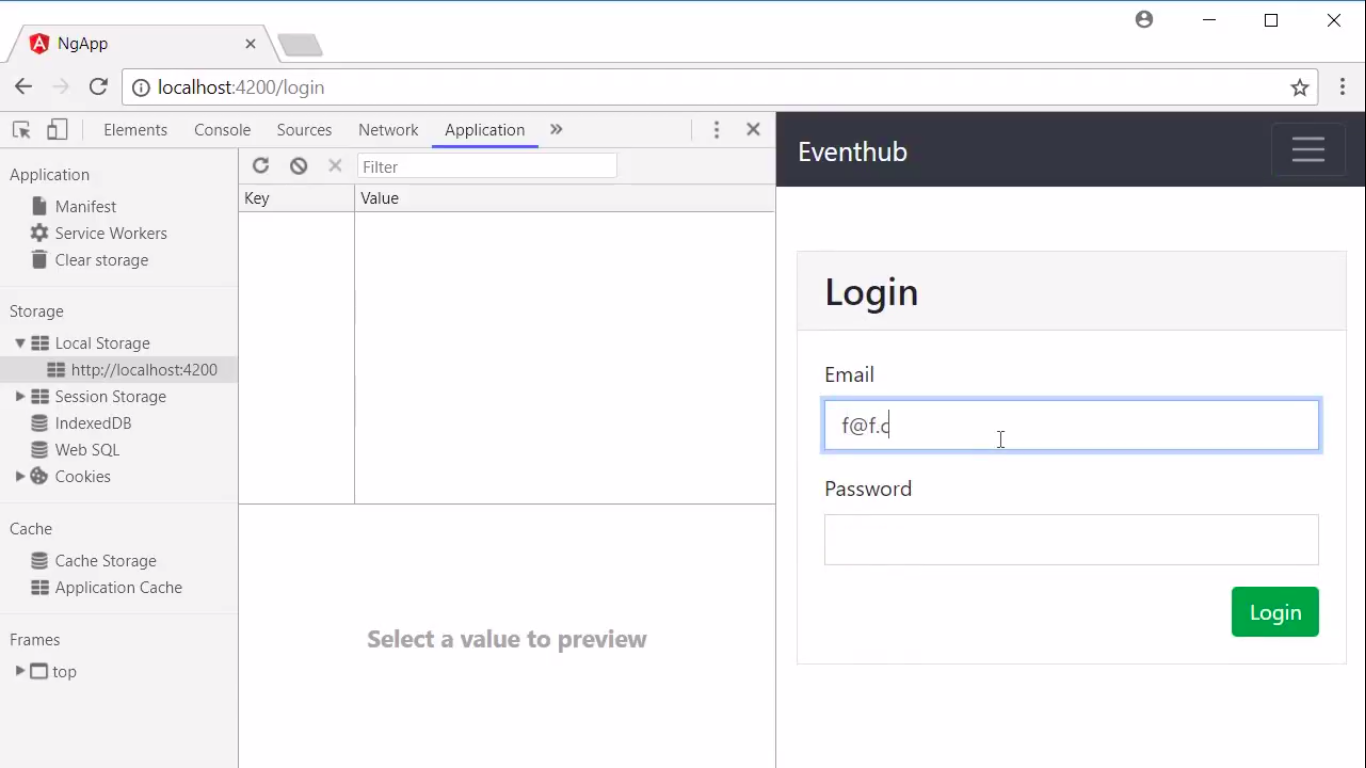 NgApp
localhost:4200/login
Elements Console Sources Network Application »
Application
Manifest
Service Workers
Clear storage
Storage
Local Storage
http://localhost:4200
Session Storage
IndexedDB
Web SQL
Cookies
Cache
Cache Storage
Application Cache
Frames
top
Filter
Key Value
Select a value to preview
Eventhub
Login
Email
f@f.c
Password
Login